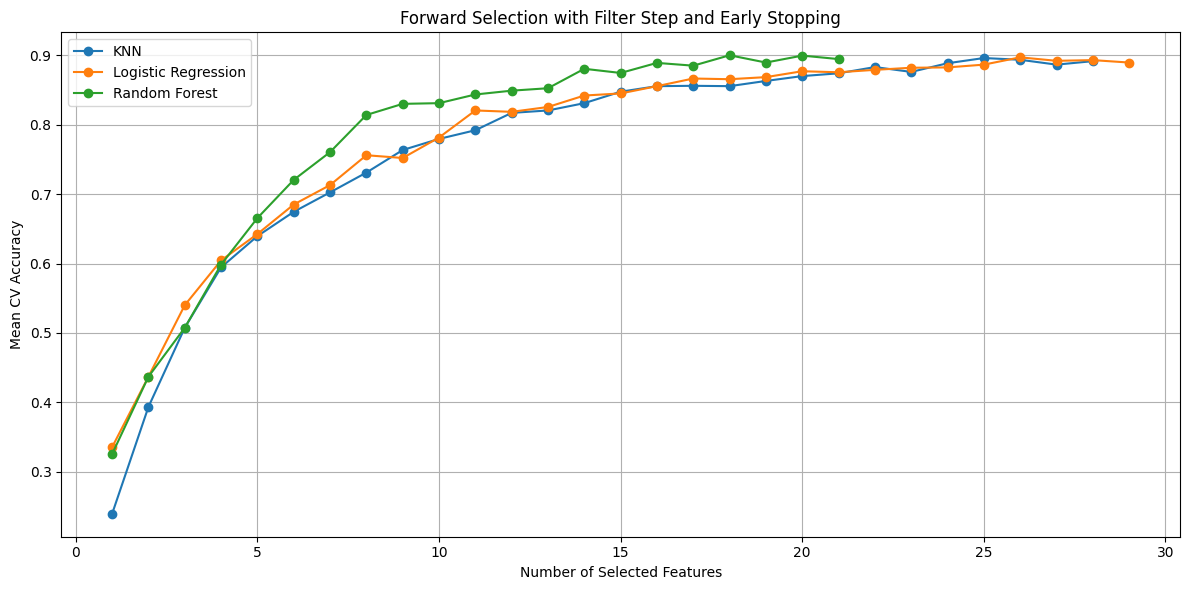 Forward Selection with Filter Step and Early Stopping
KNN
Logistic Regression
Random Forest
Mean CV Accuracy
0.9
0.8
0.7
0.6
0.5
0.4
0.3
0
5
10
15
20
25
30
Number of Selected Features